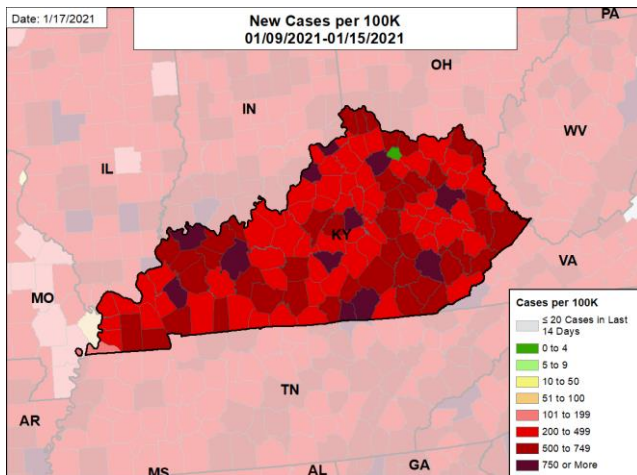 Date: 1/17/2021
New Cases per 100K
01/09/2021-01/15/2021
PA
OH
IN
WV
IL
KY
VA
MO
TN
AR
MS
AL
GA
Cases per 100K
≤ 20 Cases in Last
14 Days
0 to 4
5 to 9
10 to 50
51 to 100
101 to 199
200 to 499
500 to 749
750 or More